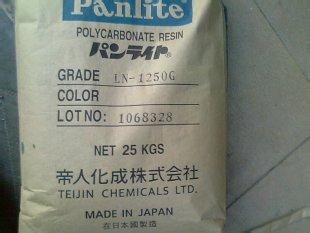 Panlite
POLYCARBONATE RESIN
パンライト®
GRADE LN-1250G
COLOR
LOT NO: 1068328
NET 25 KGS
帝人化成株式会社
TEIJIN CHEMICALS LTD.
MADE IN JAPAN
在日本國製造